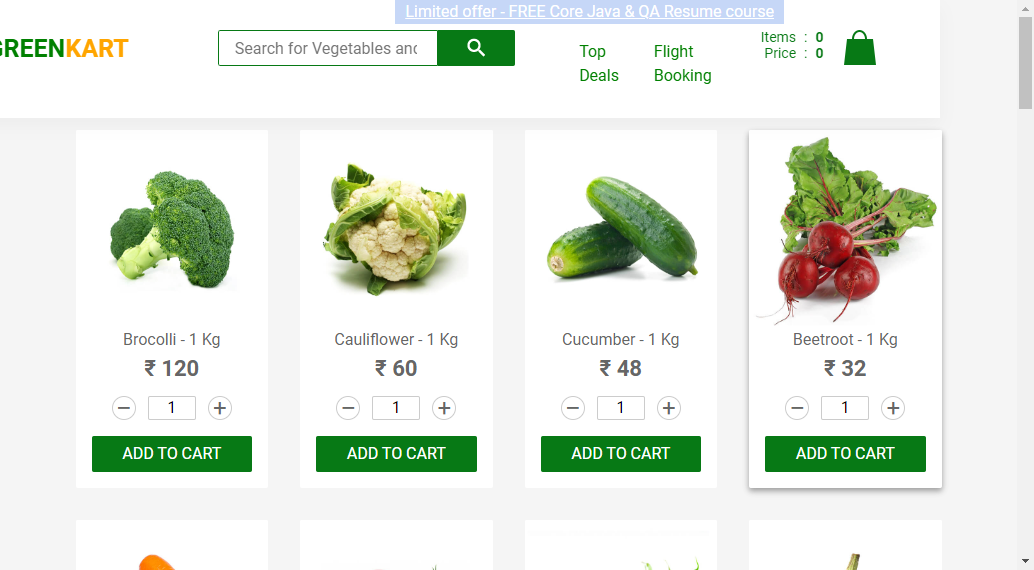 Limited offer - FREE Core Java & QA Resume course
GREENKART
Search for Vegetables and
Top
Deals
Flight
Booking
Items : 0
Price : 0
Brocolli - 1 Kg
₹ 120
1
ADD TO CART
Cauliflower - 1 Kg
₹ 60
1
ADD TO CART
Cucumber - 1 Kg
₹ 48
1
ADD TO CART
Beetroot - 1 Kg
₹ 32
1
ADD TO CART